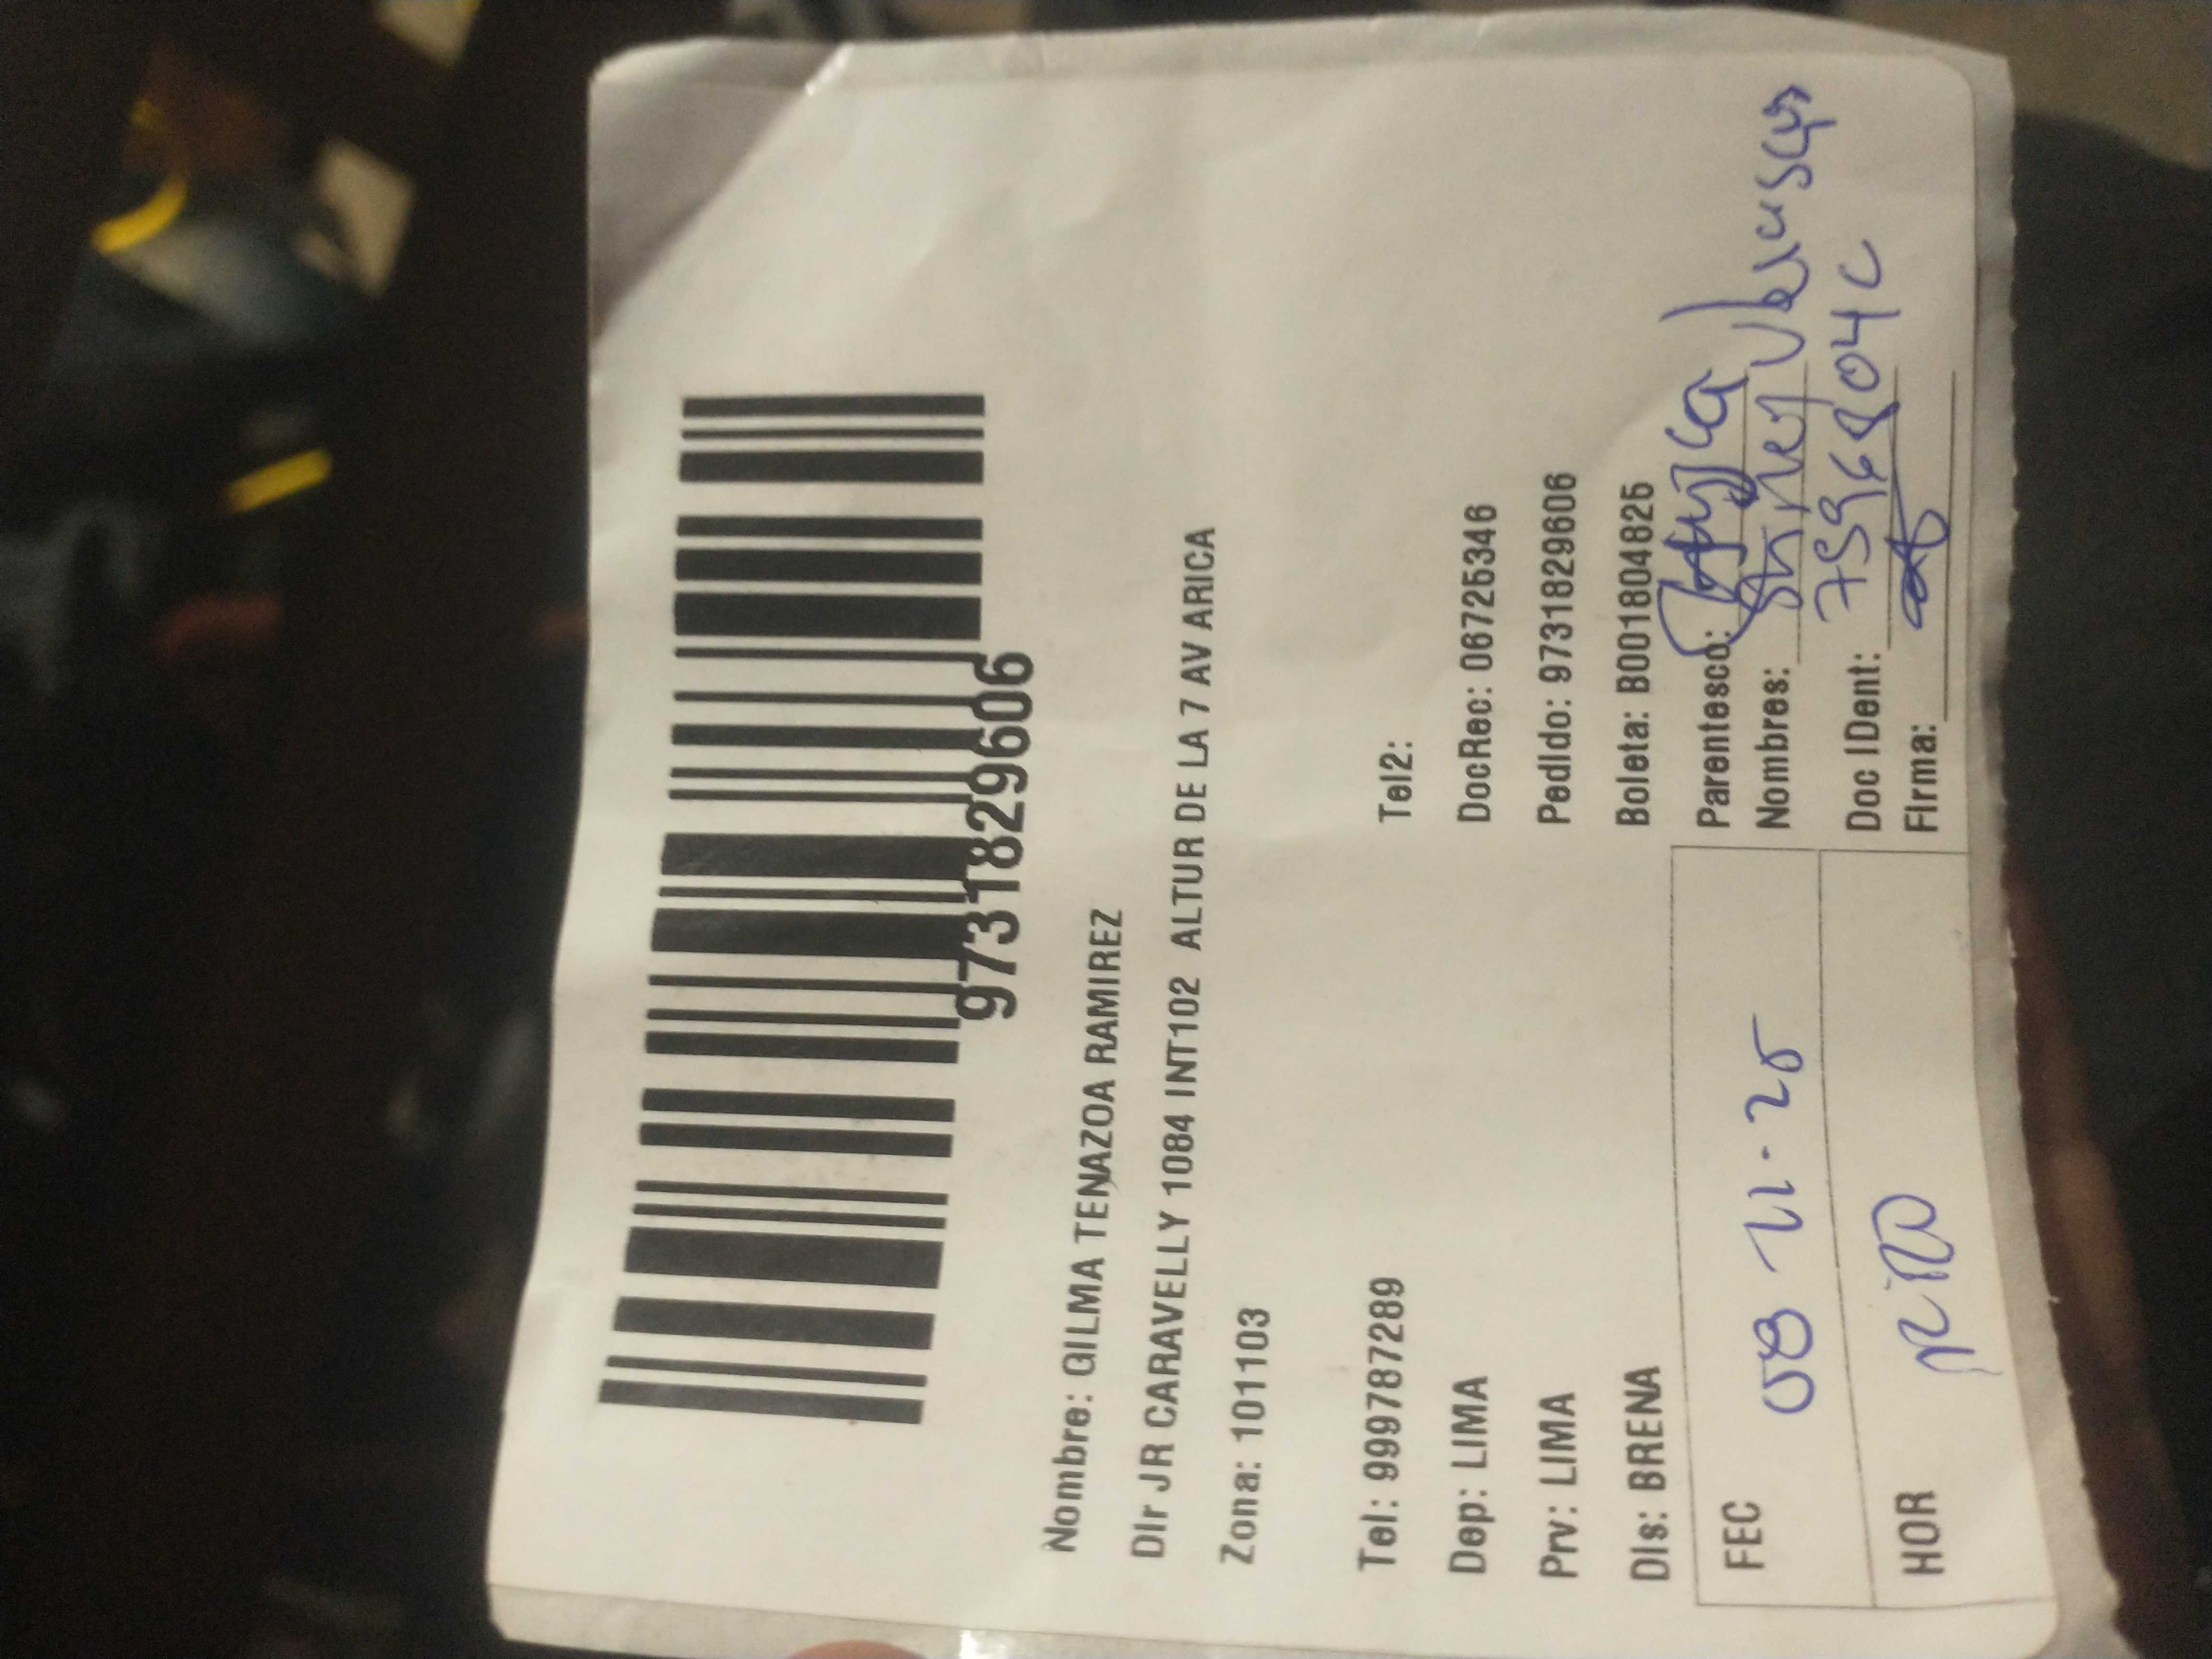 9731829606
Nombre: GILMA TENAZOA RAMIREZ
Dir JR CARAVELLY 1084 INT102 ALTUR DE LA 7 AV ARICA
Zona: 101103
Tel: 999787289 Tel2:
Dep: LIMA DocRec: 06725346
Prv: LIMA Pedido: 9731829606
Dis: BRENA Boleta: B001804825
FEC 08 11-25
Parentesco:
Nombres:
HOR
Doc IDent:
Firma: